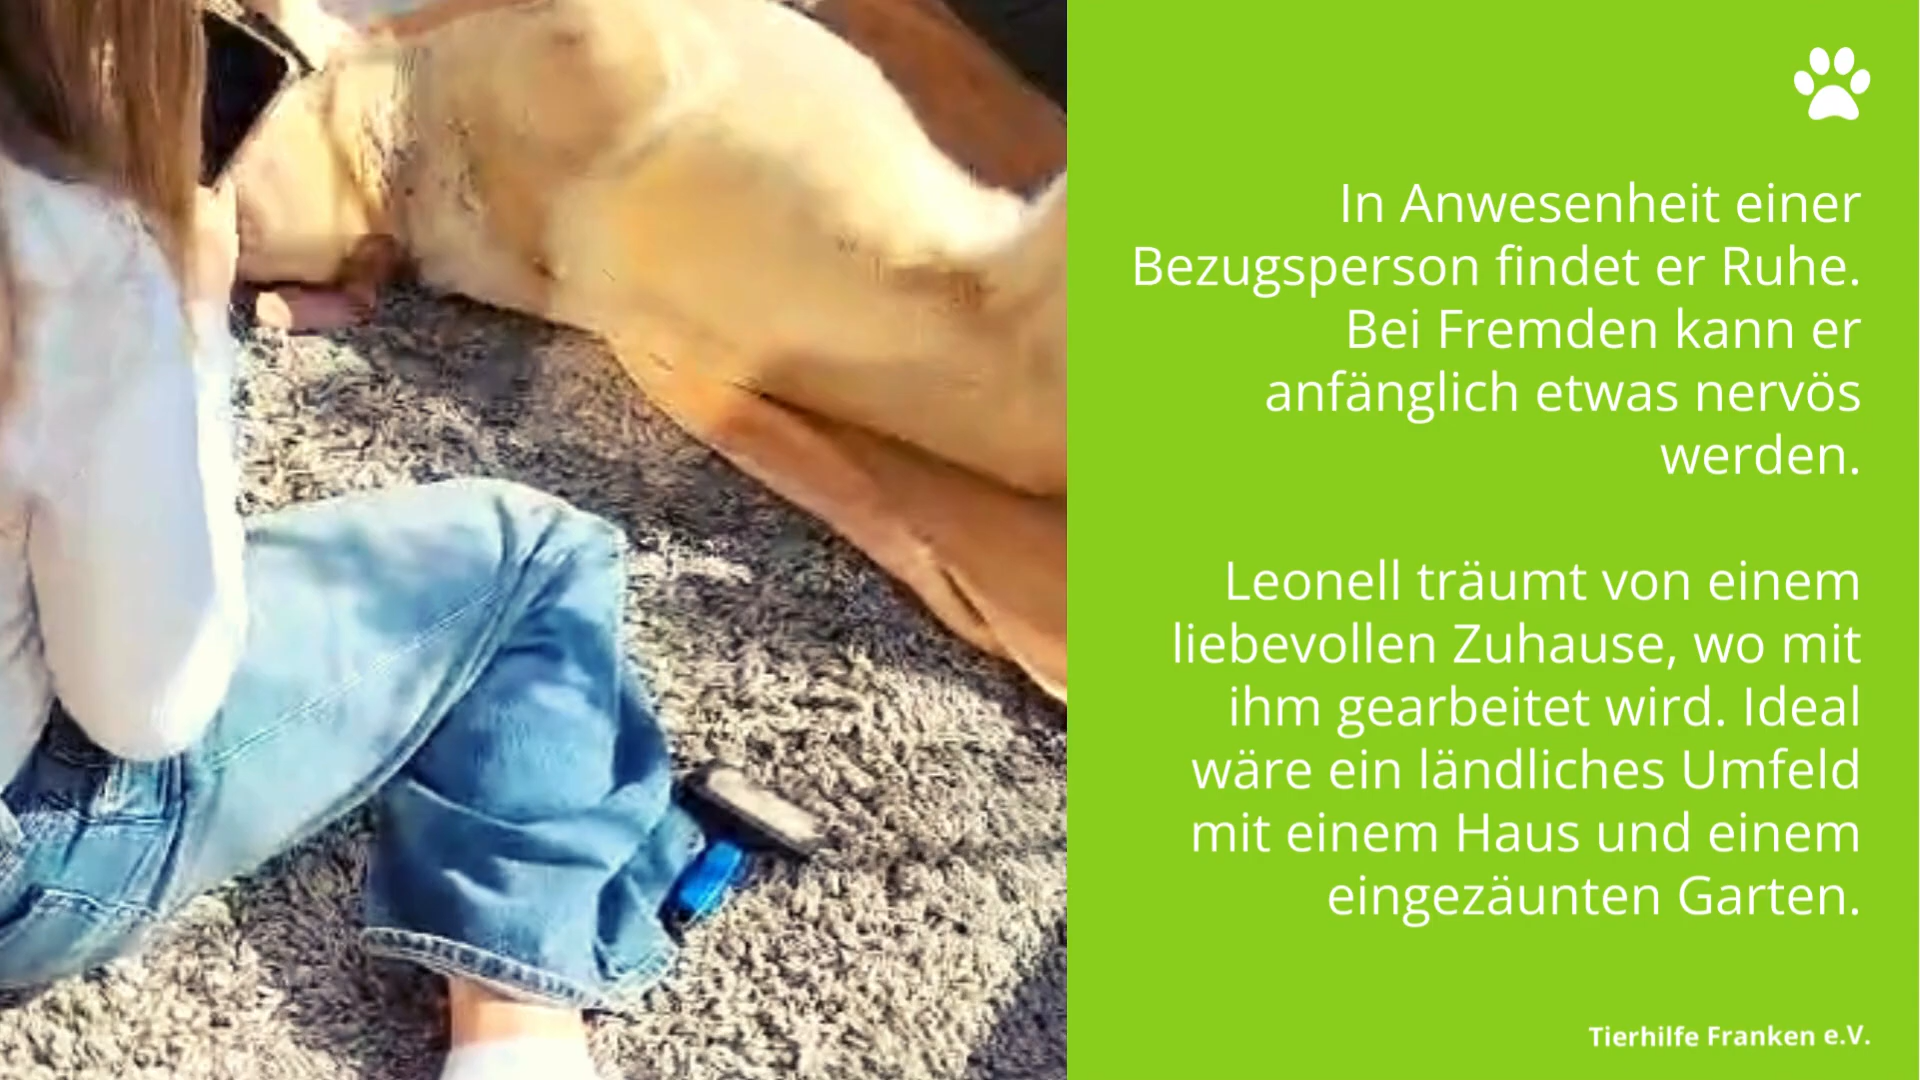 In Anwesenheit einer
Bezugsperson findet er Ruhe.
Bei Fremden kann er
anfänglich etwas nervös
werden.
Leonell träumt von einem
liebevollen Zuhause, wo mit
ihm gearbeitet wird. Ideal
wäre ein ländliches Umfeld
mit einem Haus und einem
eingezäunten Garten.
Tierhilfe Franken e.V.